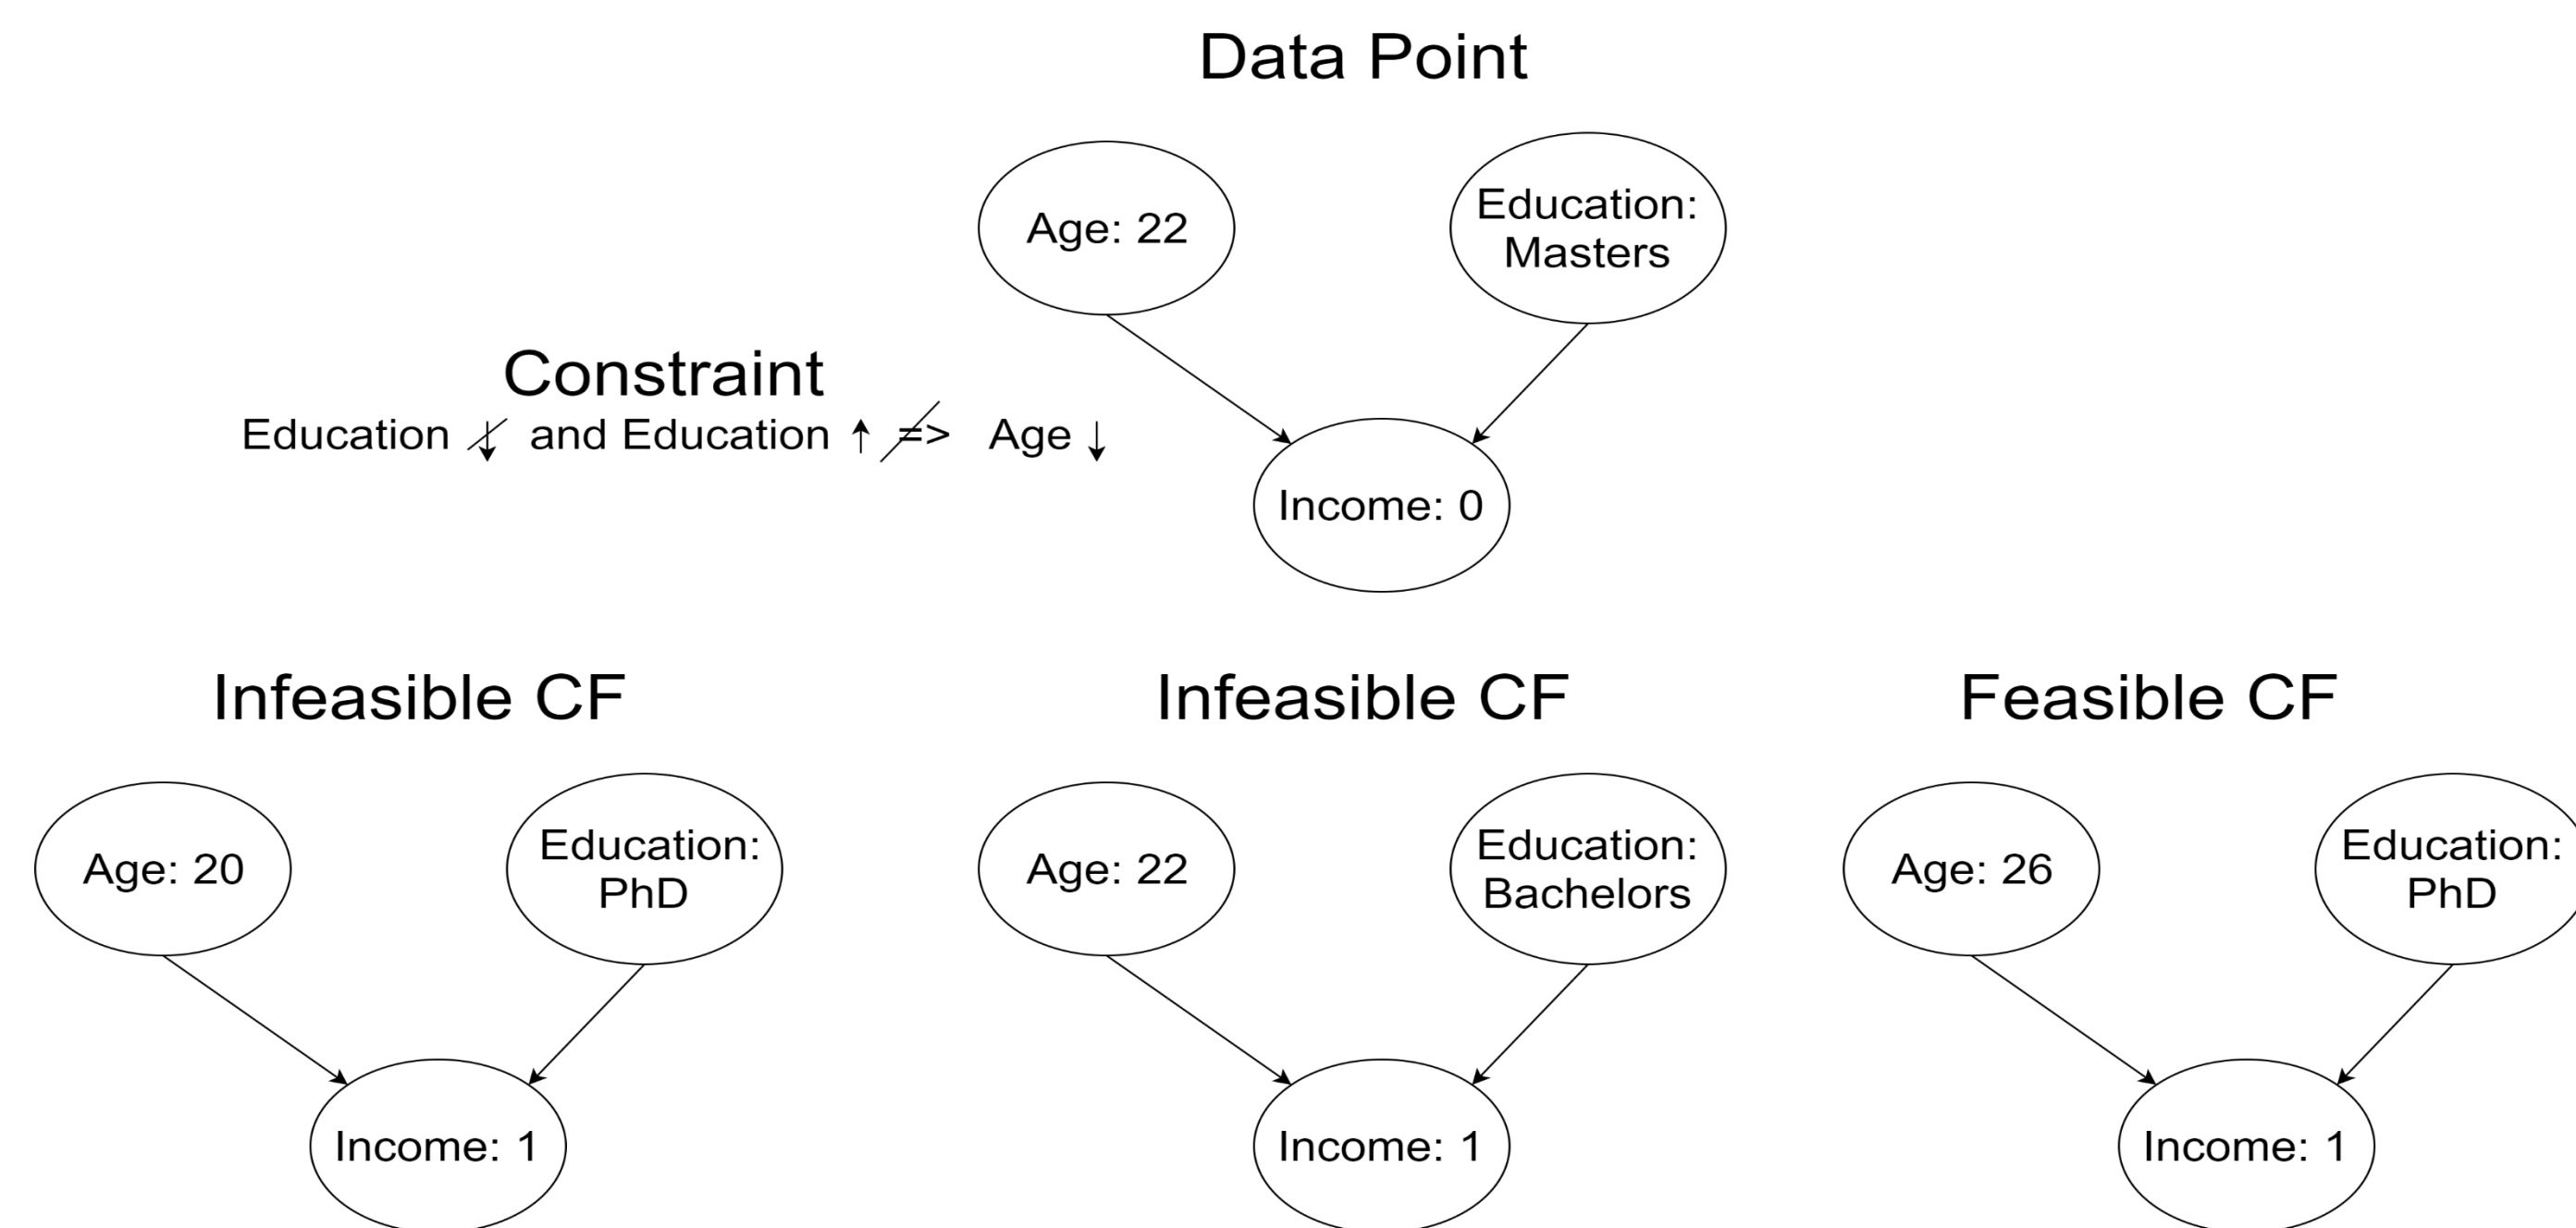 Data Point
Age: 22
Education:
Masters
Constraint
Education ↓ and Education ↑ => Age ↓
Income: 0
Infeasible CF
Infeasible CF
Feasible CF
Age: 20
Education:
PhD
Age: 22
Education:
Bachelors
Age: 26
Education:
PhD
Income: 1
Income: 1
Income: 1